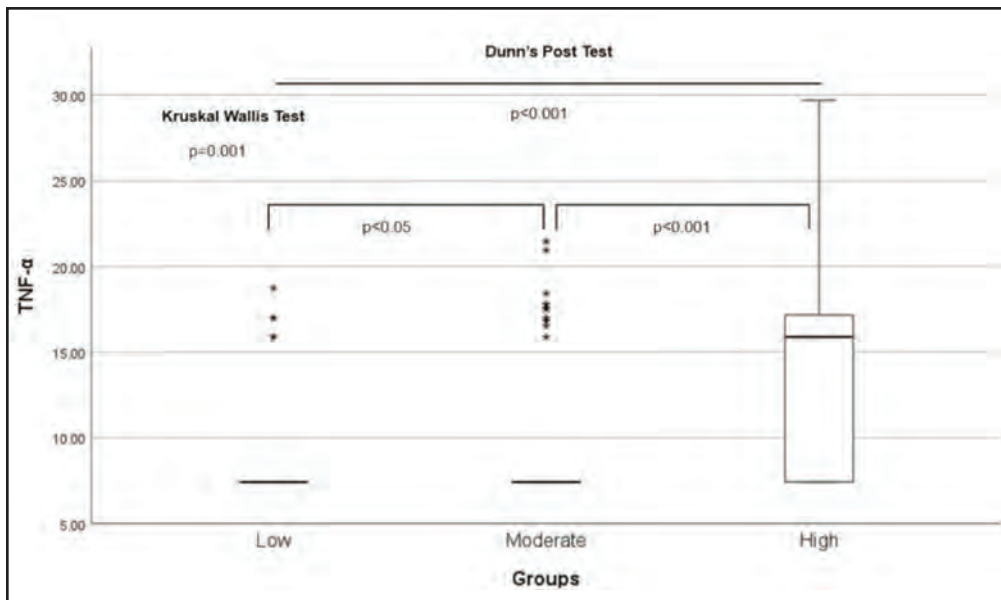 Dunn's Post Test
30.00
Kruskal Wallis Test
p<0.001
p=0.001
25.00
p<0.05
p<0.001
20.00
TNF-α
15.00
10.00
5.00
Low
Moderate
High
Groups